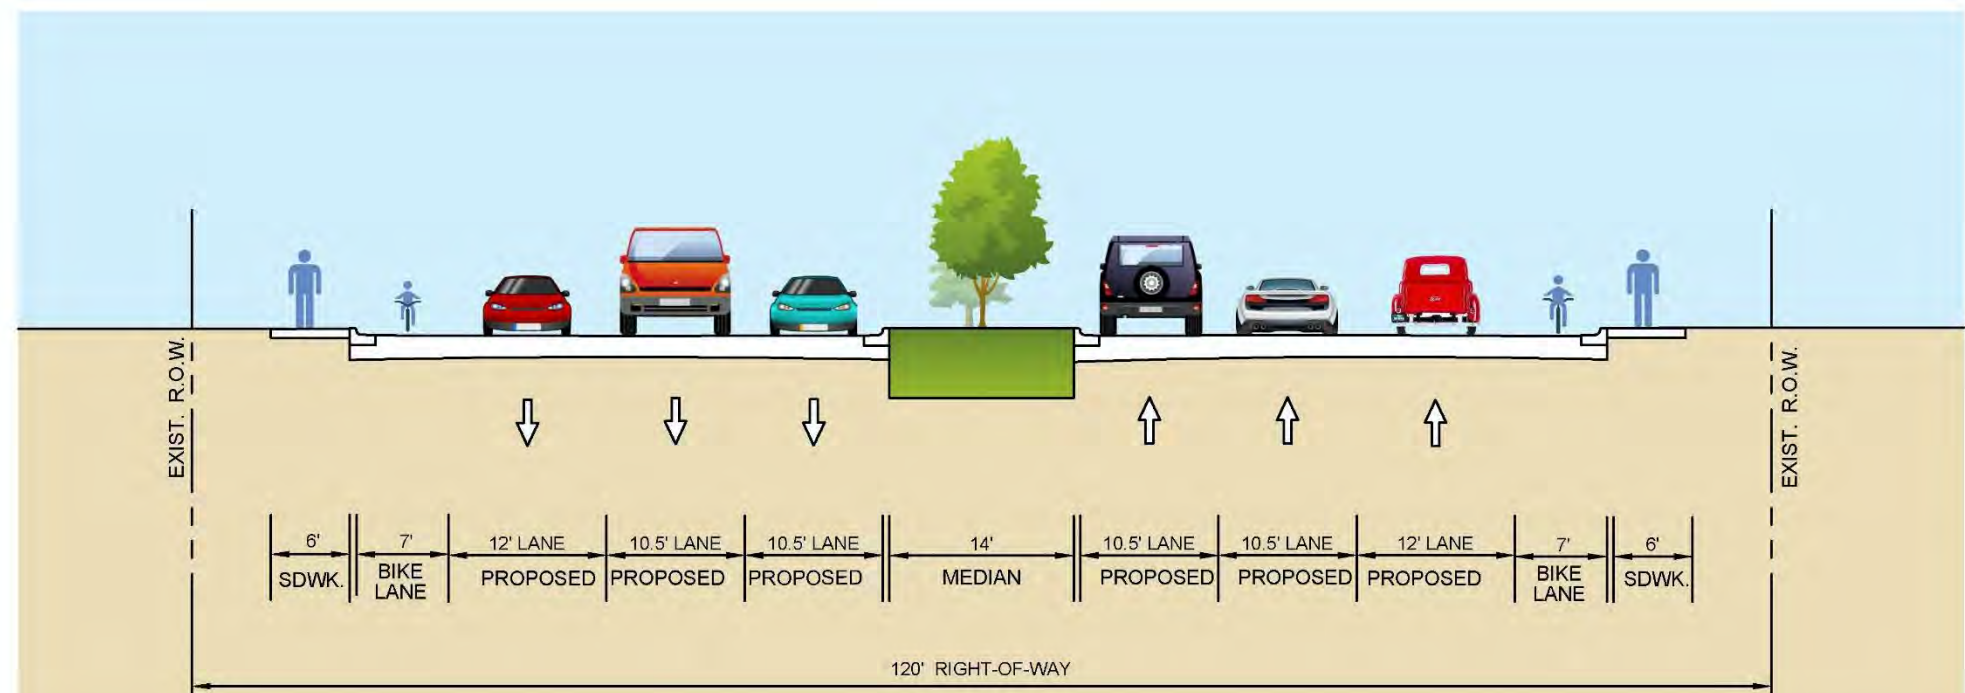 EXIST. R.O.W.
EXIST. R.O.W.
6' 7' 12' LANE 10.5' LANE 10.5' LANE 14' 10.5' LANE 10.5' LANE 12' LANE 7' 6'
SDWK. BIKE LANE PROPOSED PROPOSED PROPOSED MEDIAN PROPOSED PROPOSED PROPOSED BIKE LANE SDWK.
120' RIGHT-OF-WAY